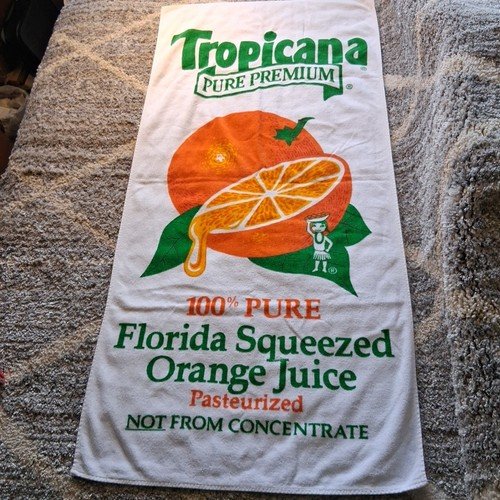 Tropicana
PURE PREMIUM ®
100% PURE
Florida Squeezed
Orange Juice
Pasteurized
NOT FROM CONCENTRATE